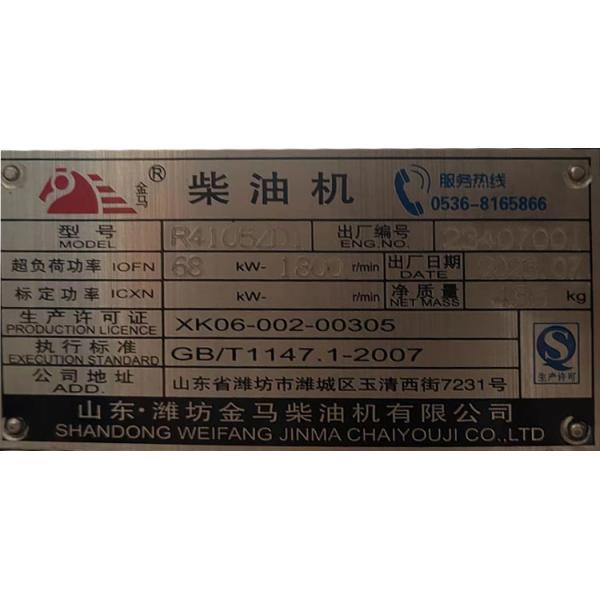 金马 ® 柴油机 服务热线
0536-8165866
型号 MODEL R4105ZD1 出厂编号 ENG.NO.
超负荷功率 IOFN 68 kW- 1800 r/min 出厂日期 DATE
标定功率 ICXN kW- r/min 净质量 NET MASS kg
生产许可证 PRODUCTION LICENCE XK06-002-00305
执行标准 EXECUTION STANDARD GB/T1147.1-2007
公司地址 ADD. 山东省潍坊市潍城区玉清西街7231号
QS 生产许可
山东·潍坊金马柴油机有限公司
SHANDONG WEIFANG JINMA CHAIYOUJI CO.,LTD